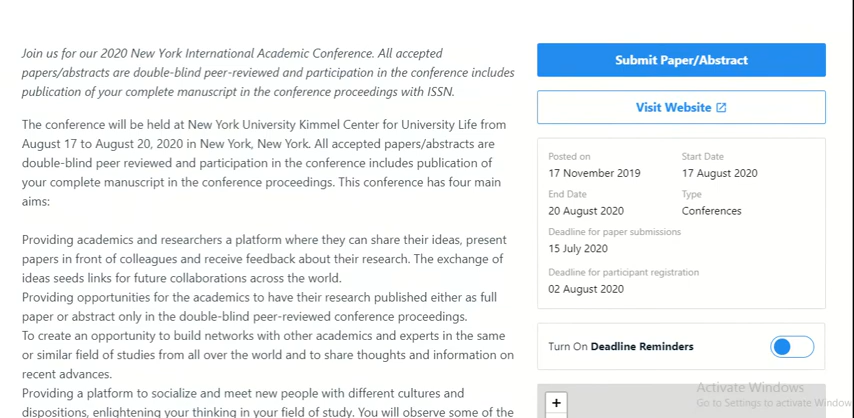 Join us for our 2020 New York International Academic Conference. All accepted
papers/abstracts are double-blind peer-reviewed and participation in the conference includes
publication of your complete manuscript in the conference proceedings with ISSN.
The conference will be held at New York University Kimmel Center for University Life from
August 17 to August 20, 2020 in New York, New York. All accepted papers/abstracts are
double-blind peer reviewed and participation in the conference includes publication of
your complete manuscript in the conference proceedings. This conference has four main
aims:
Providing academics and researchers a platform where they can share their ideas, present
papers in front of colleagues and receive feedback about their research. The exchange of
ideas seeds links for future collaborations across the world.
Providing opportunities for the academics to have their research published either as full
paper or abstract only in the double-blind peer-reviewed conference proceedings.
To create an opportunity to build networks with other academics and experts in the same
or similar field of studies from all over the world and to share thoughts and information on
recent advances.
Providing a platform to socialize and meet new people with different cultures and
dispositions, enlightening your thinking in your field of study. You will observe some of the
Submit Paper/Abstract
Visit Website
Posted on Start Date
17 November 2019 17 August 2020
End Date Type
20 August 2020 Conferences
Deadline for paper submissions
15 July 2020
Deadline for participant registration
02 August 2020
Turn On Deadline Reminders
+
Activate Windows
Go to Settings to activate Windows